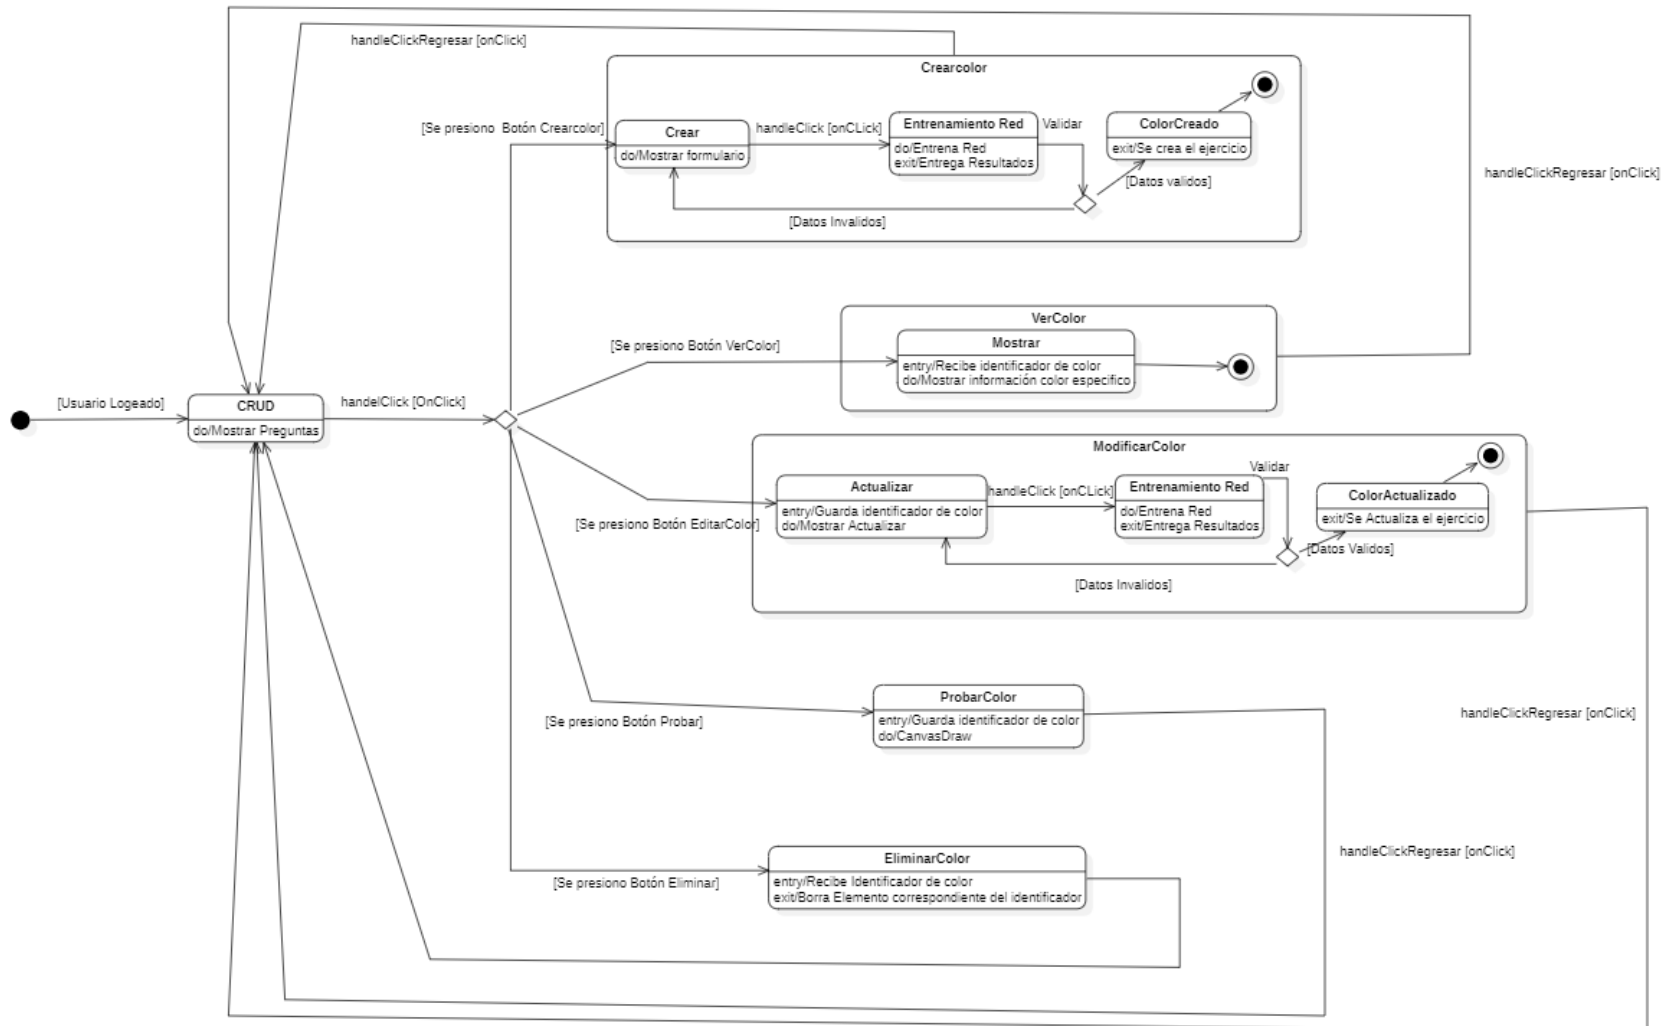 handleClickRegresar [onClick]
Crearcolor
[Se presiono  Botón Crearcolor]
Crear
do/Mostrar formulario
handleClick [onCLick]
Entrenamiento Red
do/Entrena Red
exit/Entrega Resultados
Validar
ColorCreado
exit/Se crea el ejercicio
[Datos validos]
[Datos Invalidos]
handleClickRegresar [onClick]
VerColor
[Se presiono Botón VerColor]
Mostrar
entry/Recibe identificador de color
do/Mostrar información color especifico
[Usuario Logeado]
CRUD
do/Mostrar Preguntas
handelClick [OnClick]
ModificarColor
[Se presiono Botón EditarColor]
Actualizar
entry/Guarda identificador de color
do/Mostrar Actualizar
handleClick [onCLick]
Entrenamiento Red
do/Entrena Red
exit/Entrega Resultados
Validar
ColorActualizado
exit/Se Actualiza el ejercicio
[Datos Validos]
[Datos Invalidos]
[Se presiono Botón Probar]
ProbarColor
entry/Guarda identificador de color
do/CanvasDraw
handleClickRegresar [onClick]
handleClickRegresar [onClick]
[Se presiono Botón Eliminar]
EliminarColor
entry/Recibe Identificador de color
exit/Borra Elemento correspondiente del identificador